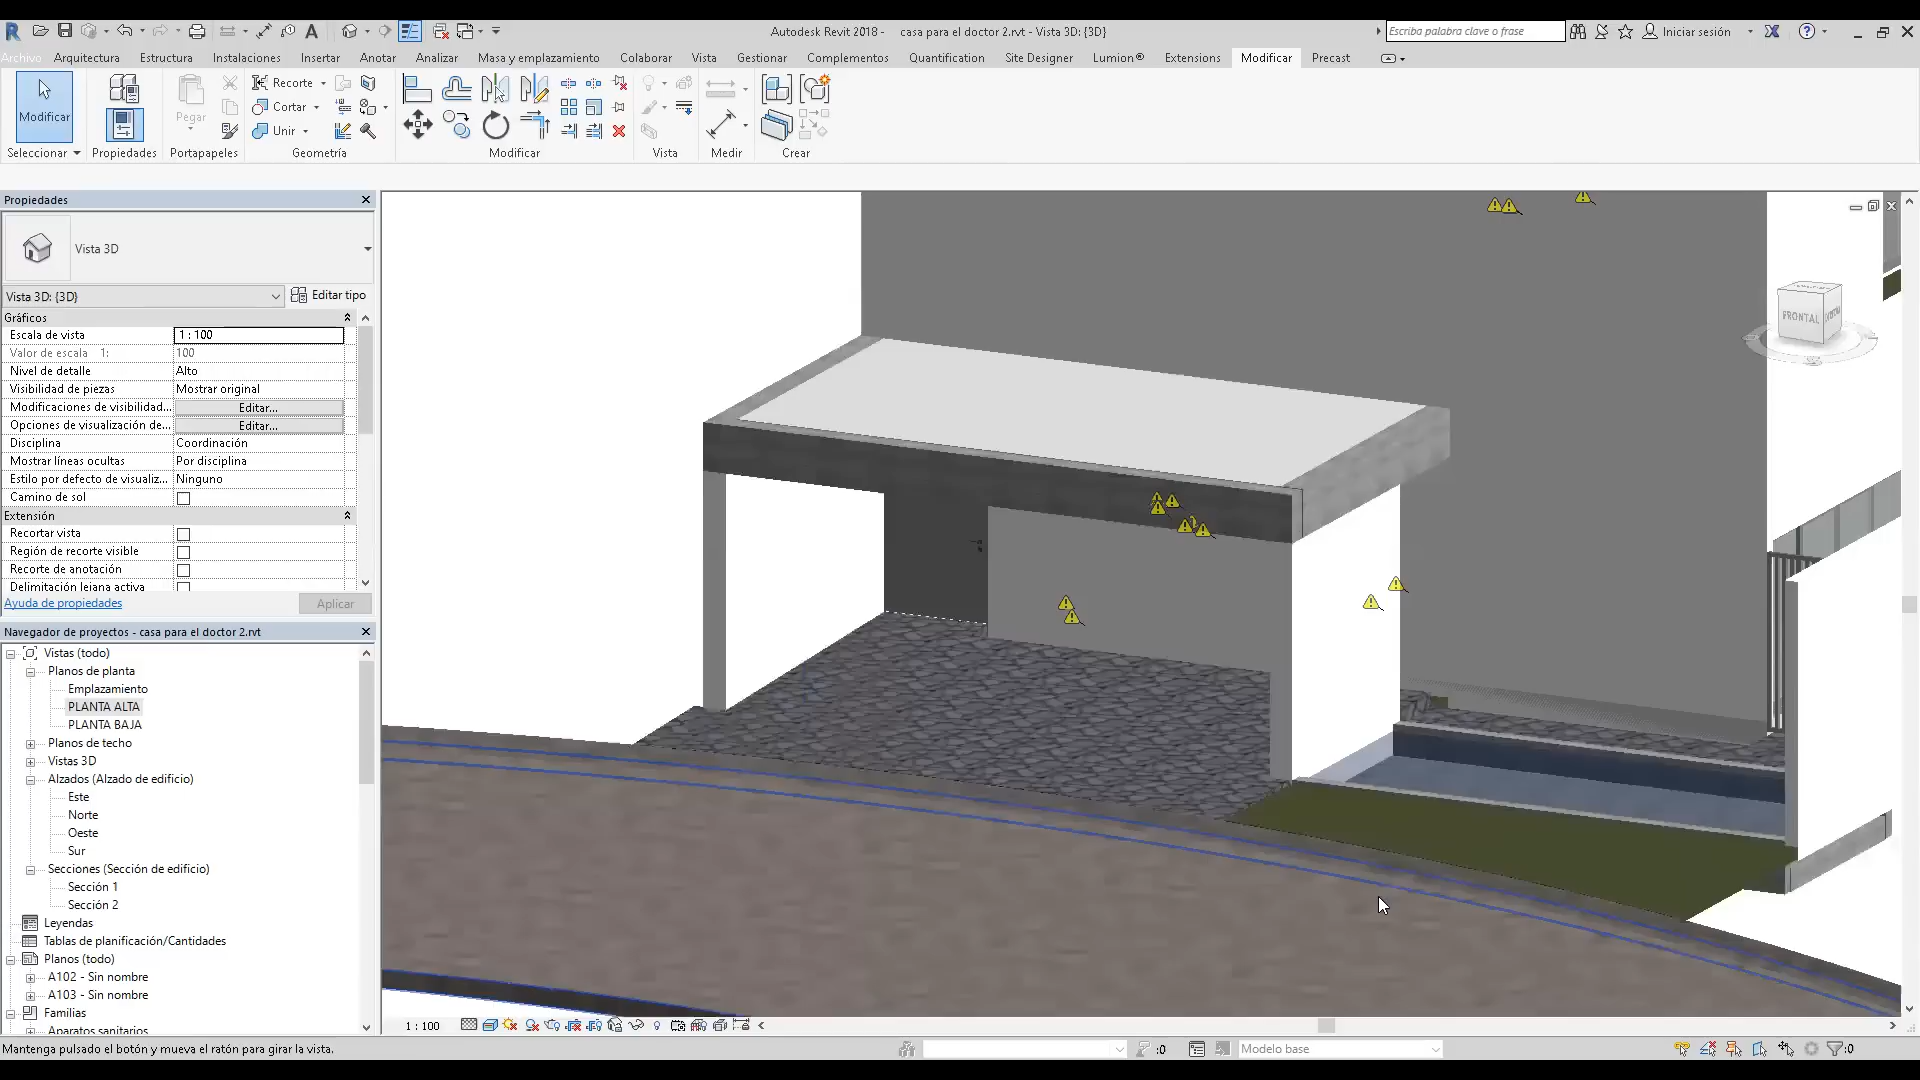 Autodesk Revit 2018 - casa para el doctor 2.rvt - Vista 3D: {3D}
Escriba palabra clave o frase
Iniciar sesión
Archivo Arquitectura Estructura Instalaciones Insertar Anotar Analizar Masa y emplazamiento Colaborar Vista Gestionar Complementos Quantification Site Designer Lumion® Extensions Modificar Precast
Modificar
Pegar
Recorte
Cortar
Unir
Seleccionar Propiedades Portapapeles Geometría Modificar Vista Medir Crear
Propiedades
Vista 3D
Vista 3D: {3D} Editar tipo
Gráficos
Escala de vista 1 : 100
Valor de escala 1: 100
Nivel de detalle Alto
Visibilidad de piezas Mostrar original
Modificaciones de visibilidad... Editar...
Opciones de visualización de... Editar...
Disciplina Coordinación
Mostrar líneas ocultas Por disciplina
Estilo por defecto de visualiz... Ninguno
Camino de sol
Extensión
Recortar vista
Región de recorte visible
Recorte de anotación
Delimitación lejana activa
Ayuda de propiedades Aplicar
Navegador de proyectos - casa para el doctor 2.rvt
Vistas (todo)
Planos de planta
Emplazamiento
PLANTA ALTA
PLANTA BAJA
Planos de techo
Vistas 3D
Alzados (Alzado de edificio)
Este
Norte
Oeste
Sur
Secciones (Sección de edificio)
Sección 1
Sección 2
Leyendas
Tablas de planificación/Cantidades
Planos (todo)
A102 - Sin nombre
A103 - Sin nombre
Familias
Aparatos sanitarios
FRONTAL
1 : 100
Mantenga pulsado el botón y mueva el ratón para girar la vista.
:0
Modelo base
:0